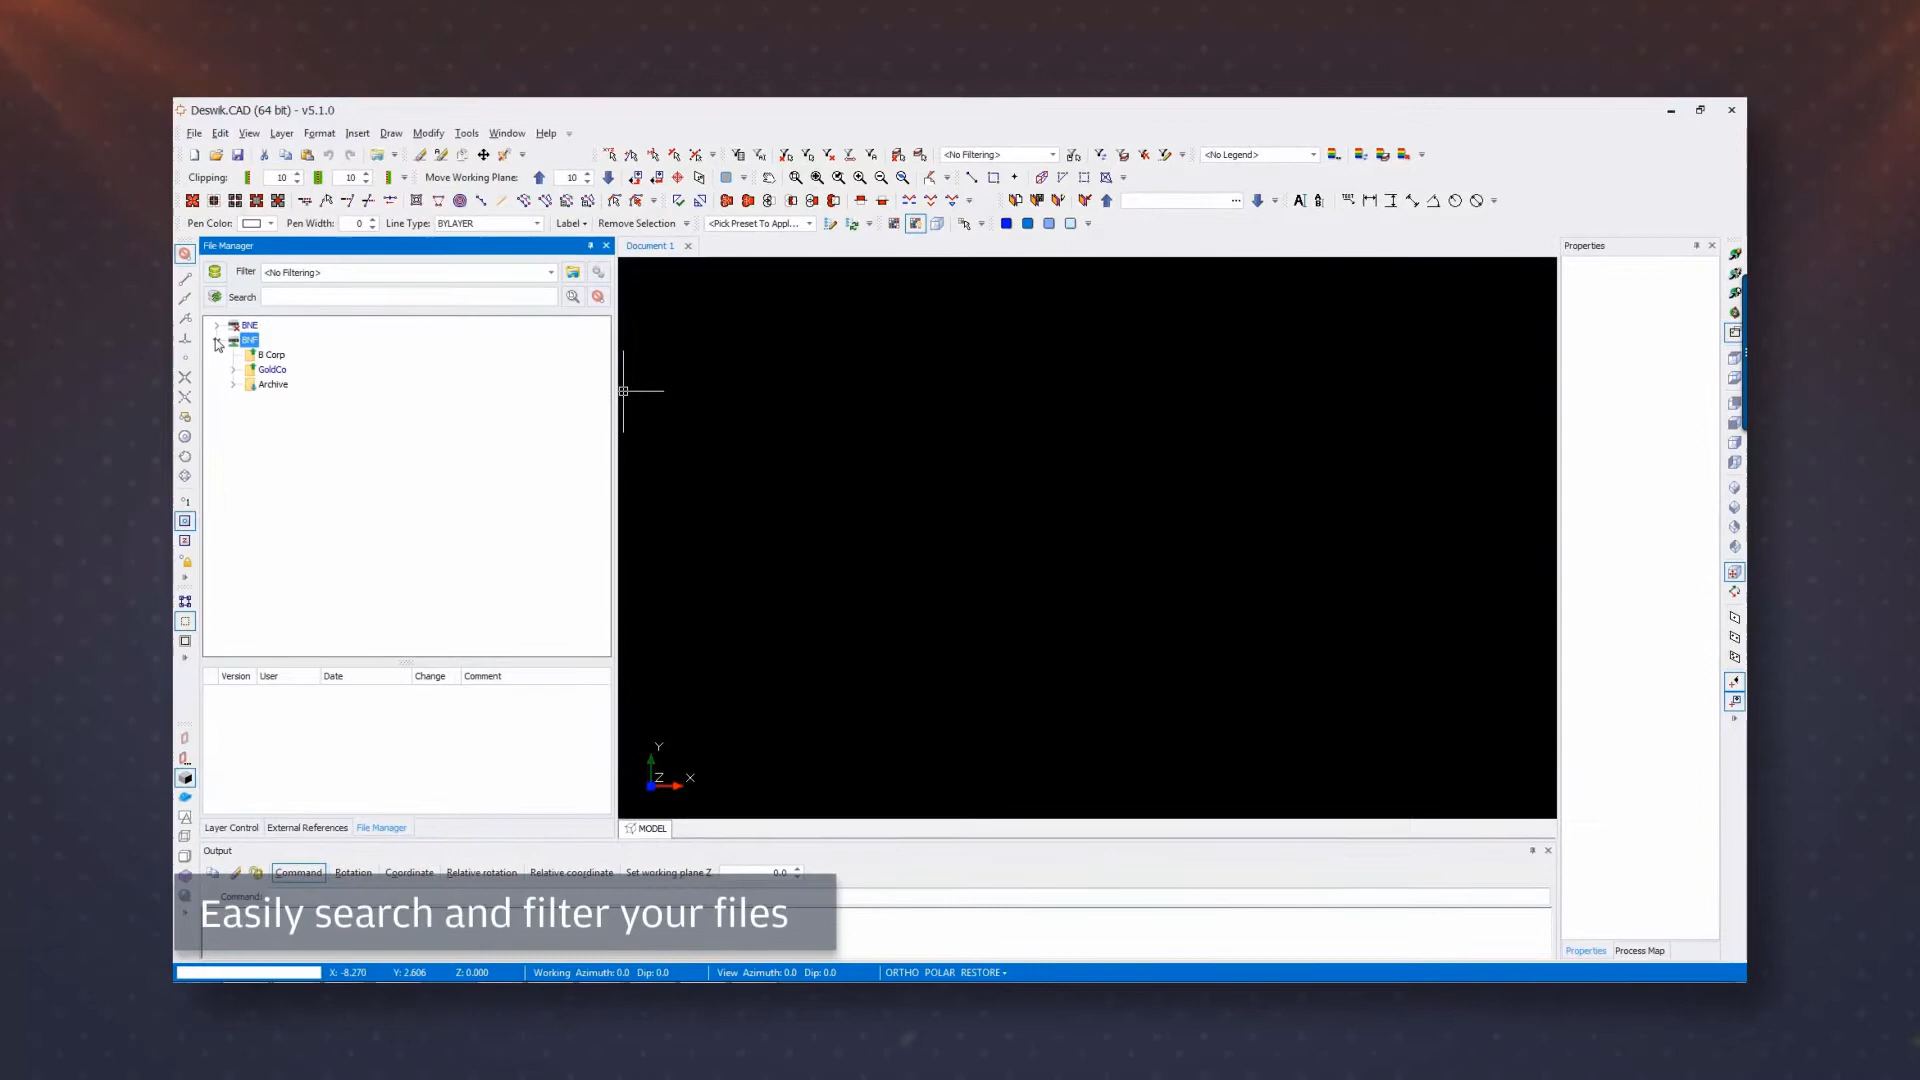 Deswik.CAD (64 bit) - v5.1.0
File Edit View Layer Format Insert Draw Modify Tools Window Help
<No Filtering> <No Legend>
Clipping: 10 10 Move Working Plane: 10
Pen Color: Pen Width: 0 Line Type: BYLAYER Label Remove Selection <Pick Preset To Appl...
File Manager Document 1 Properties
Filter <No Filtering>
Search
BNE
BNF
B Corp
GoldCo
Archive
Version User Date Change Comment
Y
Z X
Layer Control External References File Manager MODEL
Output
Command Rotation Coordinate Relative rotation Relative coordinate Set working plane Z 0.0
Command:
Easily search and filter your files
Properties Process Map
X: -8.270 Y: 2.606 Z: 0.000 Working Azimuth: 0.0 Dip: 0.0 View Azimuth: 0.0 Dip: 0.0 ORTHO POLAR RESTORE